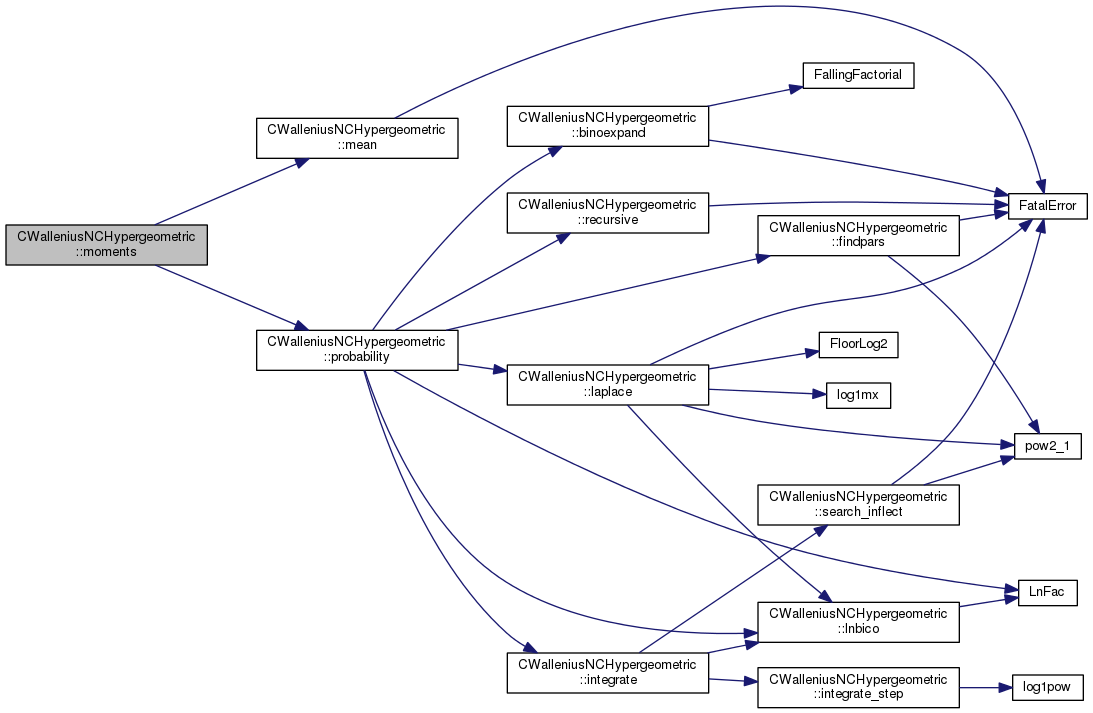 CWalleniusNCHypergeometric
::moments
CWalleniusNCHypergeometric
::mean
CWalleniusNCHypergeometric
::probability
CWalleniusNCHypergeometric
::binoexpand
CWalleniusNCHypergeometric
::recursive
CWalleniusNCHypergeometric
::laplace
CWalleniusNCHypergeometric
::integrate
FallingFactorial
CWalleniusNCHypergeometric
::findpars
FloorLog2
log1mx
CWalleniusNCHypergeometric
::search_inflect
CWalleniusNCHypergeometric
::lnbico
CWalleniusNCHypergeometric
::integrate_step
FatalError
pow2_1
LnFac
log1pow